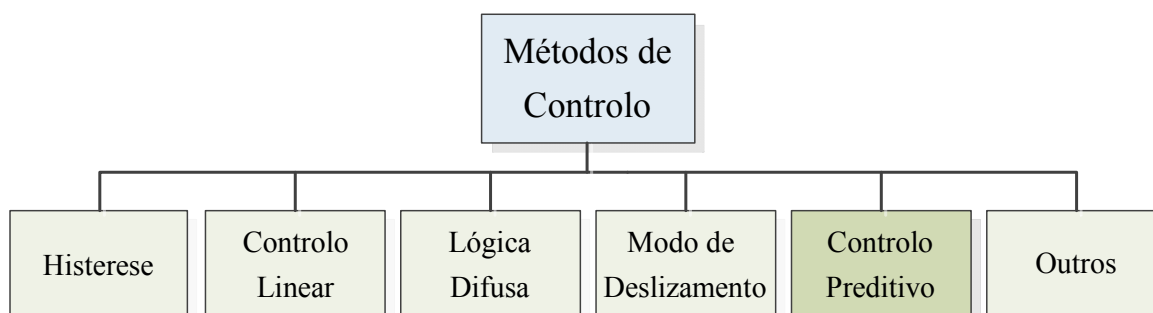 Métodos de
Controlo
Histerese
Controlo
Linear
Lógica
Difusa
Modo de
Deslizamento
Controlo
Preditivo
Outros